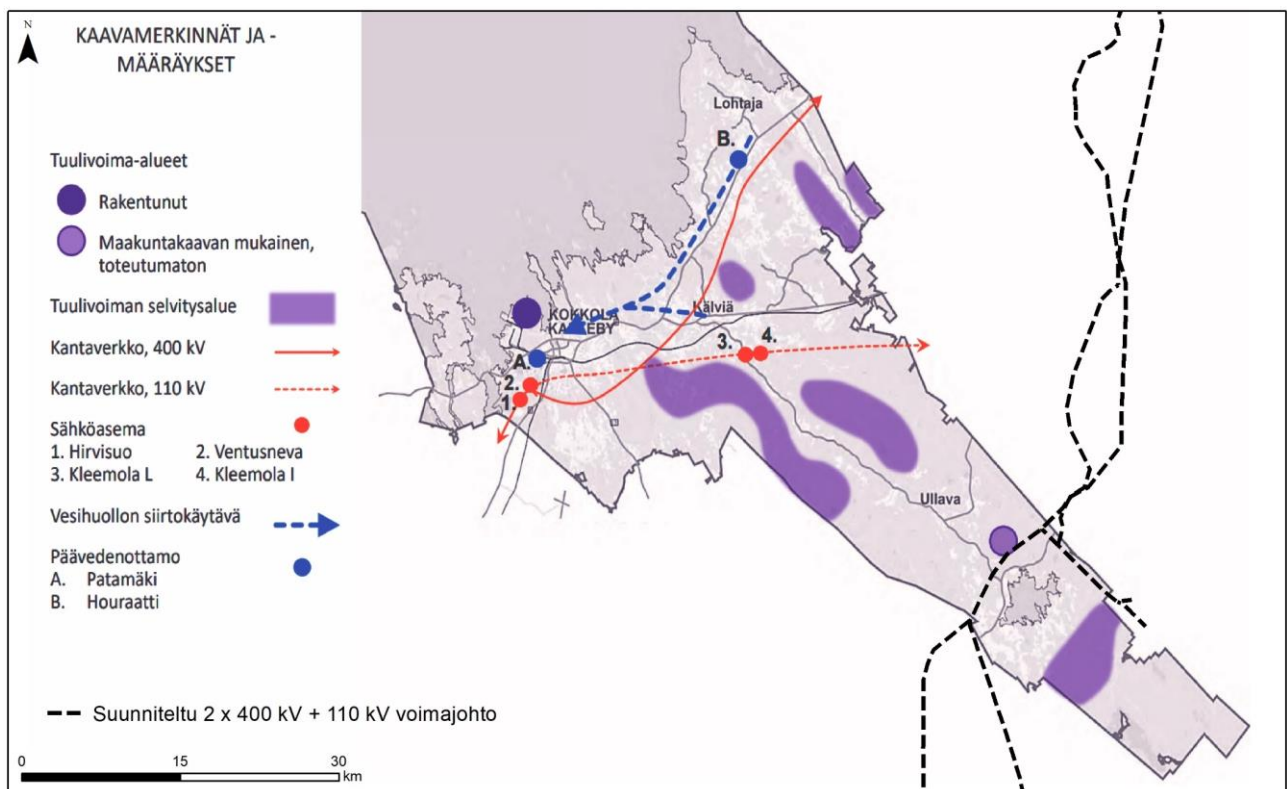 N
KAAVAMERKINNÄT JA -
MÄÄRÄYKSET
Tuulivoima-alueet
Rakentunut
Maakuntakaavan mukainen,
toteutumaton
Tuulivoiman selvitysalue
Kantaverkko, 400 kV
Kantaverkko, 110 kV
Sähköasema
1. Hirvisuo 2. Ventusneva
3. Kleemola L 4. Kleemola I
Vesihuollon siirtokäytävä
Päävedenottamo
A. Patamäki
B. Houraatti
Suunniteltu 2 x 400 kV + 110 kV voimajohto
0 15 30
km
Lohtaja
B.
Kälviä
KOKKOLA
KARLEBY
A.
3. 4.
2.
1.
Ullava